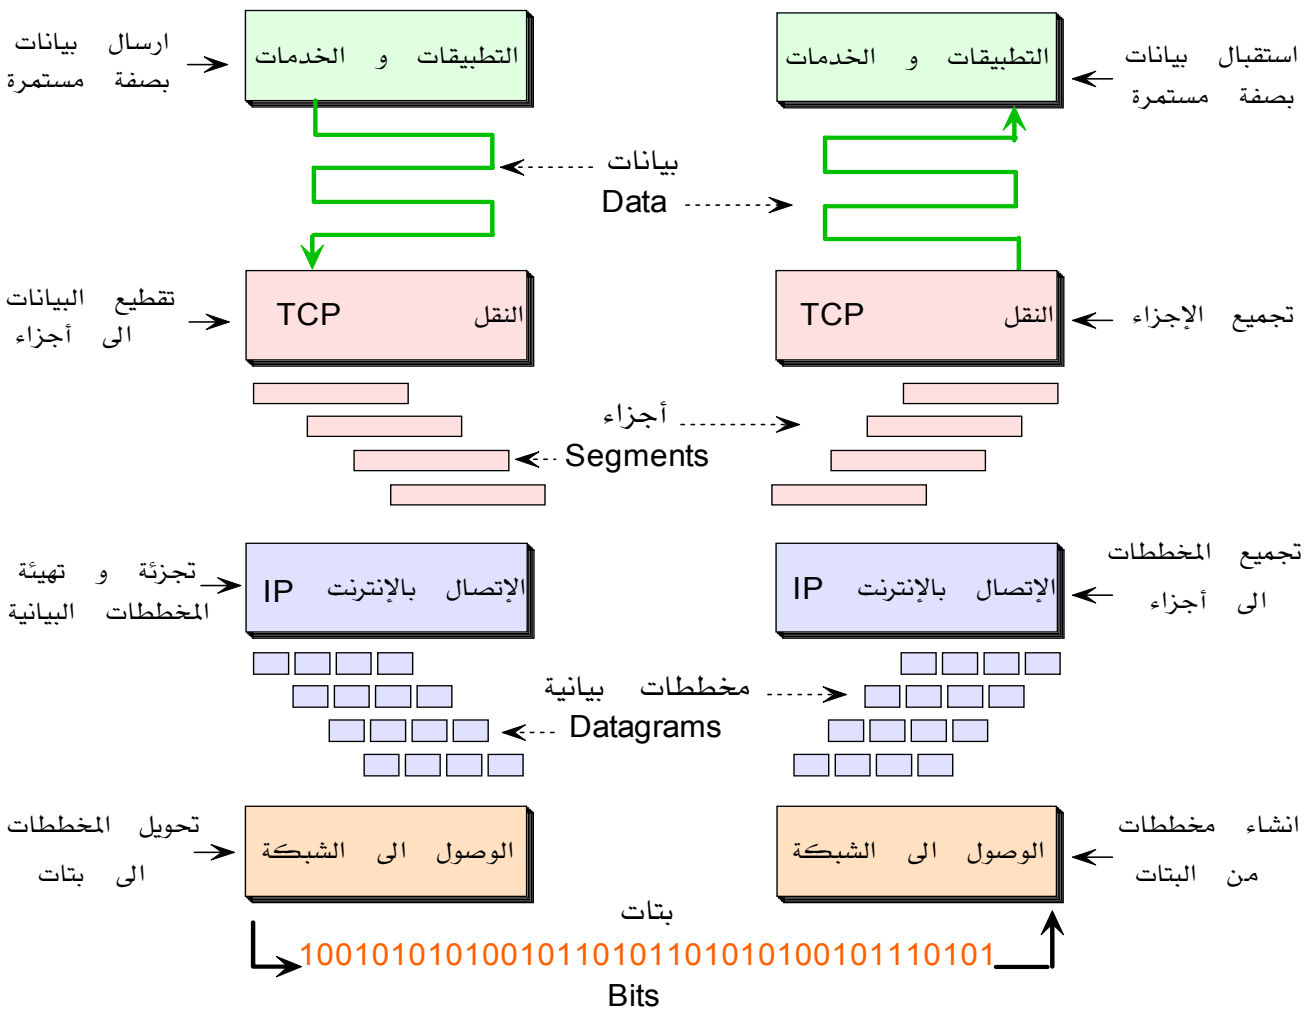 ارسال بيانات
بصفة مستمرة
التطبيقات و الخدمات
التطبيقات و الخدمات
استقبال بيانات
بصفة مستمرة
بيانات
Data
تقطيع البيانات
الى أجزاء
النقل TCP
النقل TCP
تجميع الإجزاء
أجزاء
Segments
تجزئة و تهيئة
المخططات البيانية
الإتصال بالإنترنت IP
الإتصال بالإنترنت IP
تجميع المخططات
الى أجزاء
مخططات بيانية
Datagrams
تحويل المخططات
الى بتات
الوصول الى الشبكة
الوصول الى الشبكة
انشاء مخططات
من البتات
بتات
10010101010010110101101010100101110101
Bits